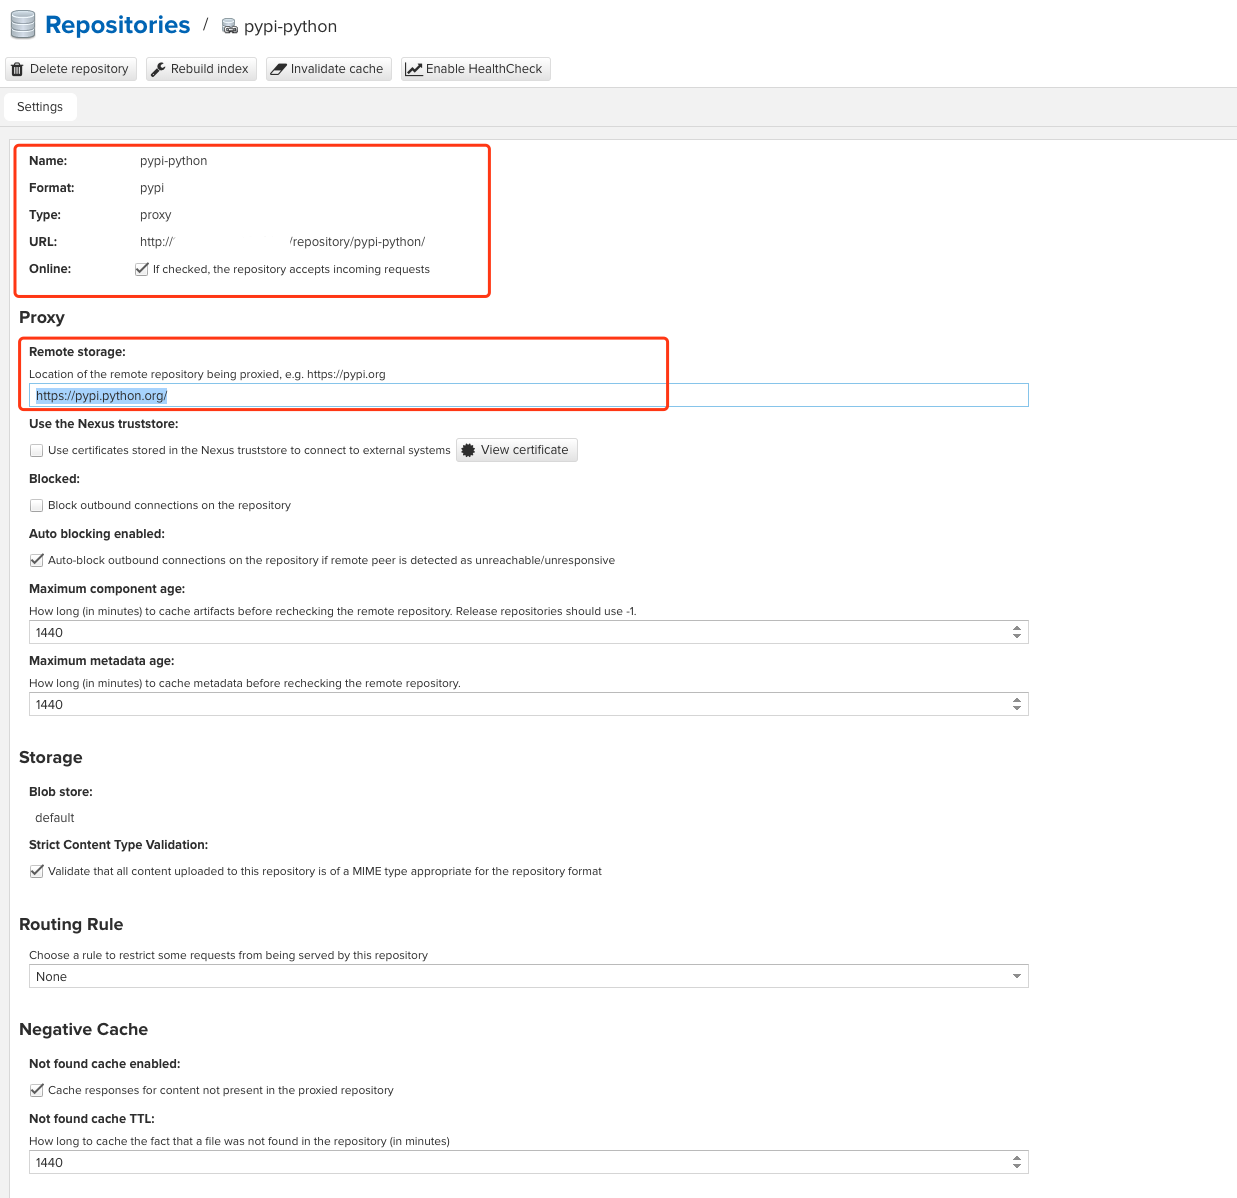 Repositories / pypi-python
Delete repository Rebuild index Invalidate cache Enable HealthCheck
Settings
Name: pypi-python
Format: pypi
Type: proxy
URL: http:// /repository/pypi-python/
Online: If checked, the repository accepts incoming requests
Proxy
Remote storage:
Location of the remote repository being proxied, e.g. https://pypi.org
https://pypi.python.org/
Use the Nexus truststore:
Use certificates stored in the Nexus truststore to connect to external systems View certificate
Blocked:
Block outbound connections on the repository
Auto blocking enabled:
Auto-block outbound connections on the repository if remote peer is detected as unreachable/unresponsive
Maximum component age:
How long (in minutes) to cache artifacts before rechecking the remote repository. Release repositories should use -1.
1440
Maximum metadata age:
How long (in minutes) to cache metadata before rechecking the remote repository.
1440
Storage
Blob store:
default
Strict Content Type Validation:
Validate that all content uploaded to this repository is of a MIME type appropriate for the repository format
Routing Rule
Choose a rule to restrict some requests from being served by this repository
None
Negative Cache
Not found cache enabled:
Cache responses for content not present in the proxied repository
Not found cache TTL:
How long to cache the fact that a file was not found in the repository (in minutes)
1440